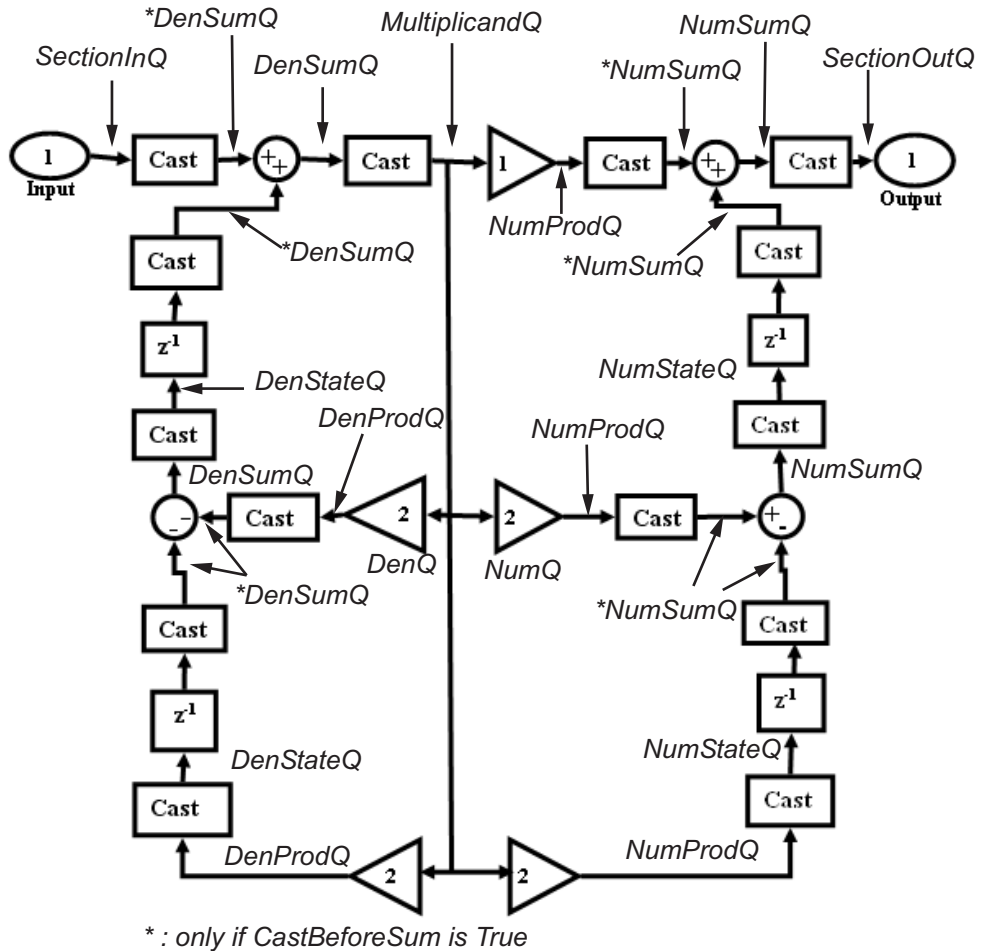 *DenSumQ
MultiplicandQ
NumSumQ
SectionInQ
DenSumQ
*NumSumQ
SectionOutQ
1
Input
Cast
++
Cast
1
Cast
++
Cast
1
Output
NumProdQ
*DenSumQ
*NumSumQ
Cast
Cast
z-1
z-1
DenStateQ
NumStateQ
Cast
DenProdQ
NumProdQ
Cast
DenSumQ
NumSumQ
--
Cast
2
2
Cast
+-
DenQ
NumQ
*DenSumQ
*NumSumQ
Cast
Cast
z-1
z-1
DenStateQ
NumStateQ
Cast
Cast
DenProdQ
2
2
NumProdQ
* : only if CastBeforeSum is True